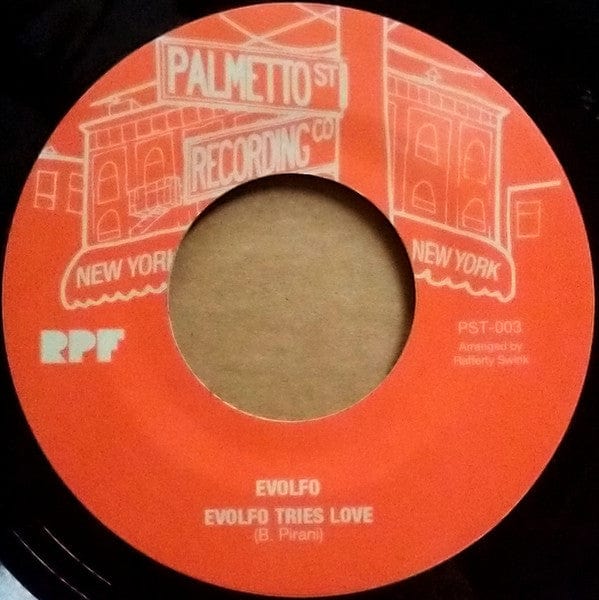 PALMETTO ST
RECORDING CO
NEW YORK
NEW YORK
RPF
PST-003
Arranged by
Rafferty Swink
EVOLFO
EVOLFO TRIES LOVE
(B. Pirani)